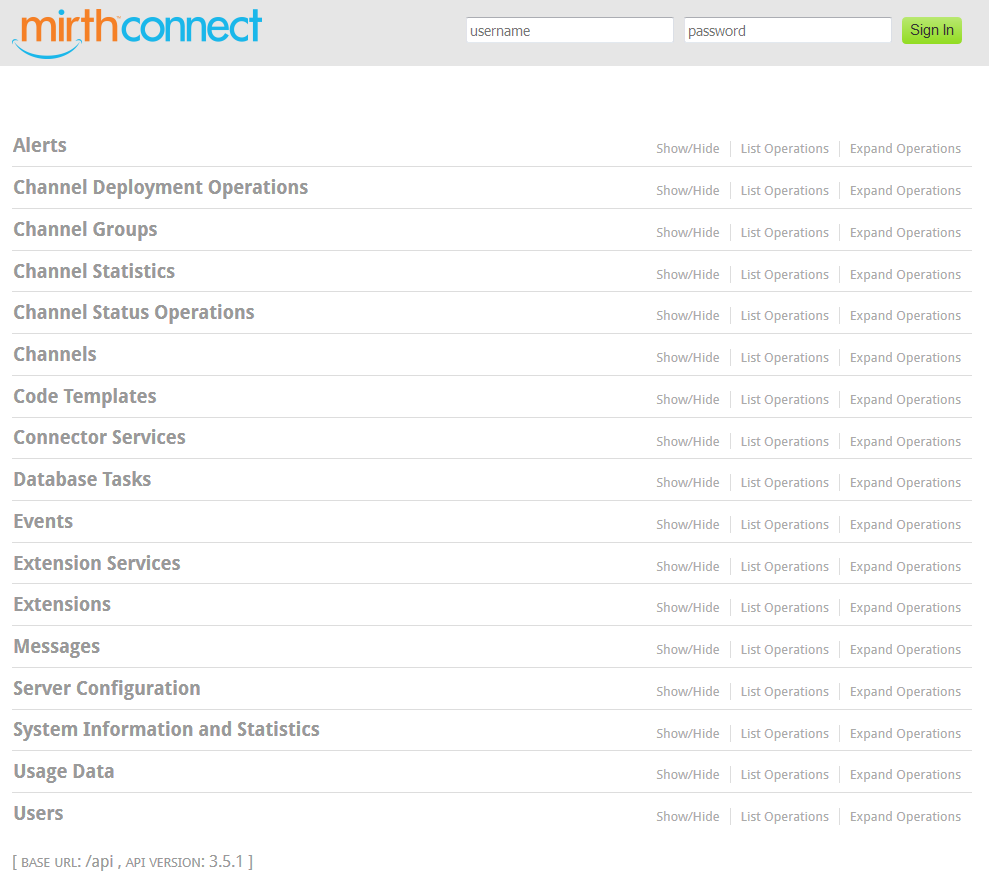 mirthconnect username password Sign In
Alerts Show/Hide List Operations Expand Operations
Channel Deployment Operations Show/Hide List Operations Expand Operations
Channel Groups Show/Hide List Operations Expand Operations
Channel Statistics Show/Hide List Operations Expand Operations
Channel Status Operations Show/Hide List Operations Expand Operations
Channels Show/Hide List Operations Expand Operations
Code Templates Show/Hide List Operations Expand Operations
Connector Services Show/Hide List Operations Expand Operations
Database Tasks Show/Hide List Operations Expand Operations
Events Show/Hide List Operations Expand Operations
Extension Services Show/Hide List Operations Expand Operations
Extensions Show/Hide List Operations Expand Operations
Messages Show/Hide List Operations Expand Operations
Server Configuration Show/Hide List Operations Expand Operations
System Information and Statistics Show/Hide List Operations Expand Operations
Usage Data Show/Hide List Operations Expand Operations
Users Show/Hide List Operations Expand Operations
[ BASE URL: /api , API VERSION: 3.5.1 ]